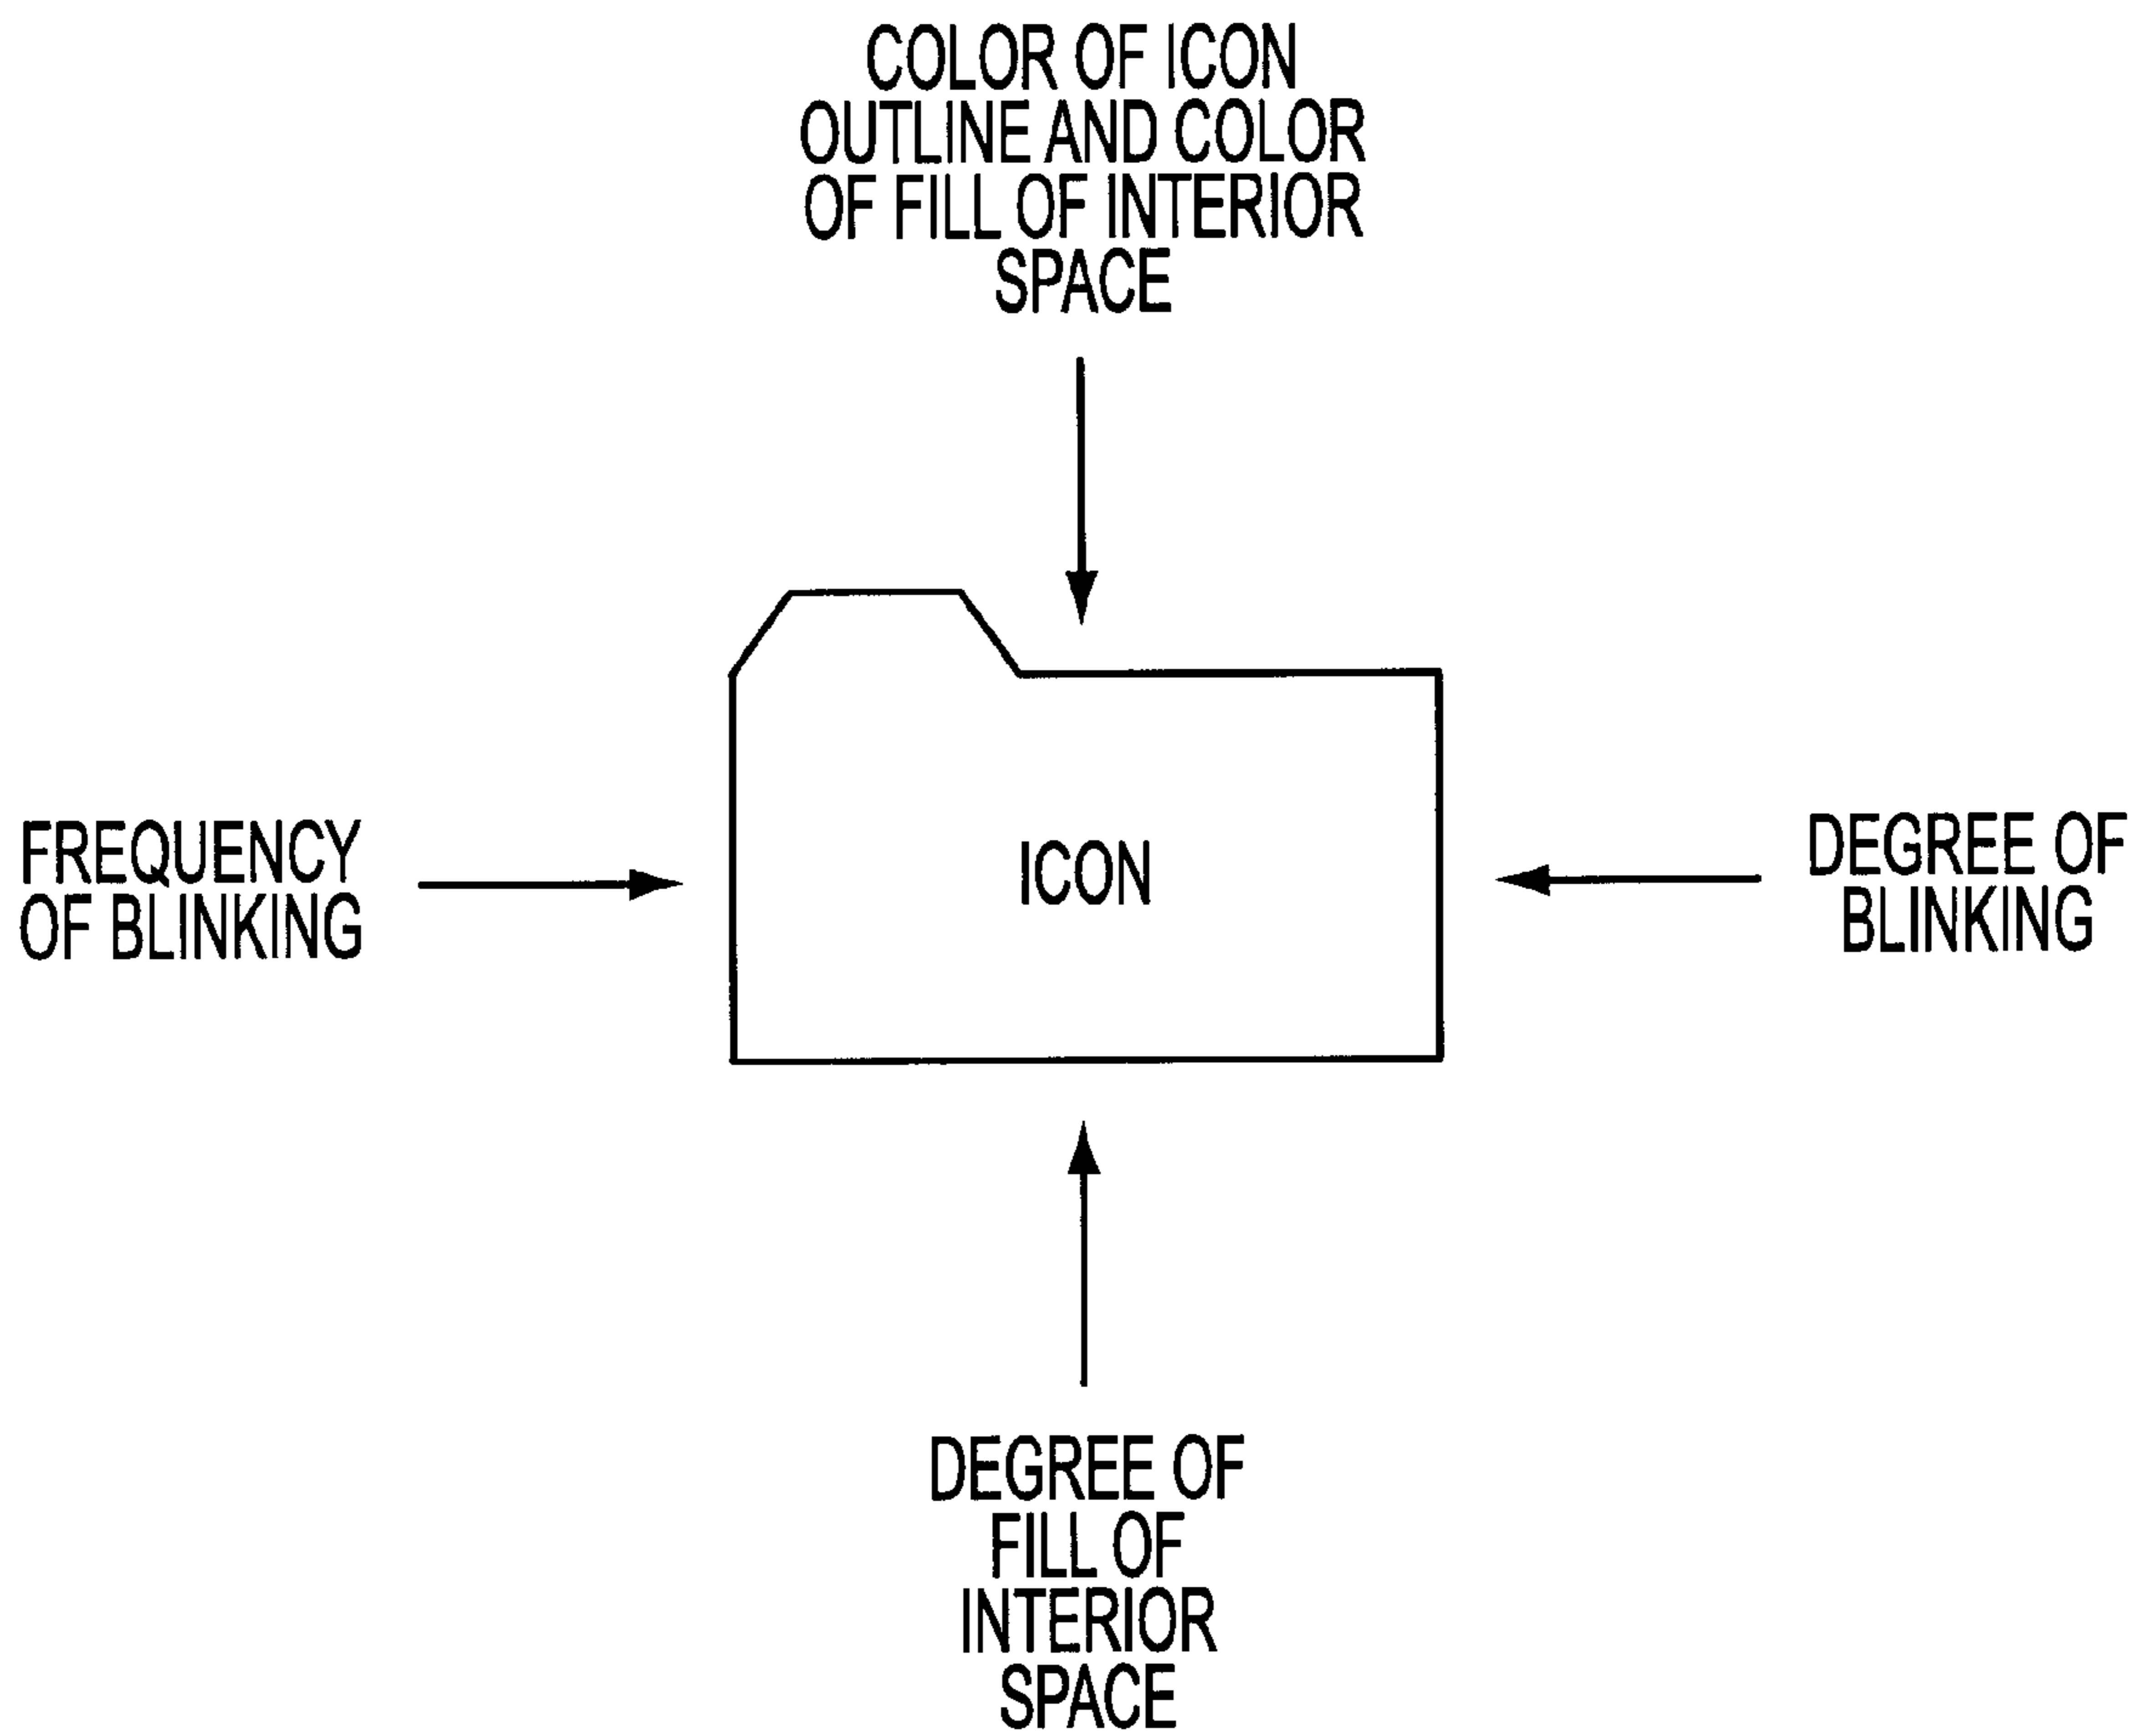 COLOR OF ICON
OUTLINE AND COLOR
OF FILL OF INTERIOR
SPACE
FREQUENCY
OF BLINKING
ICON
DEGREE OF
BLINKING
DEGREE OF
FILL OF
INTERIOR
SPACE